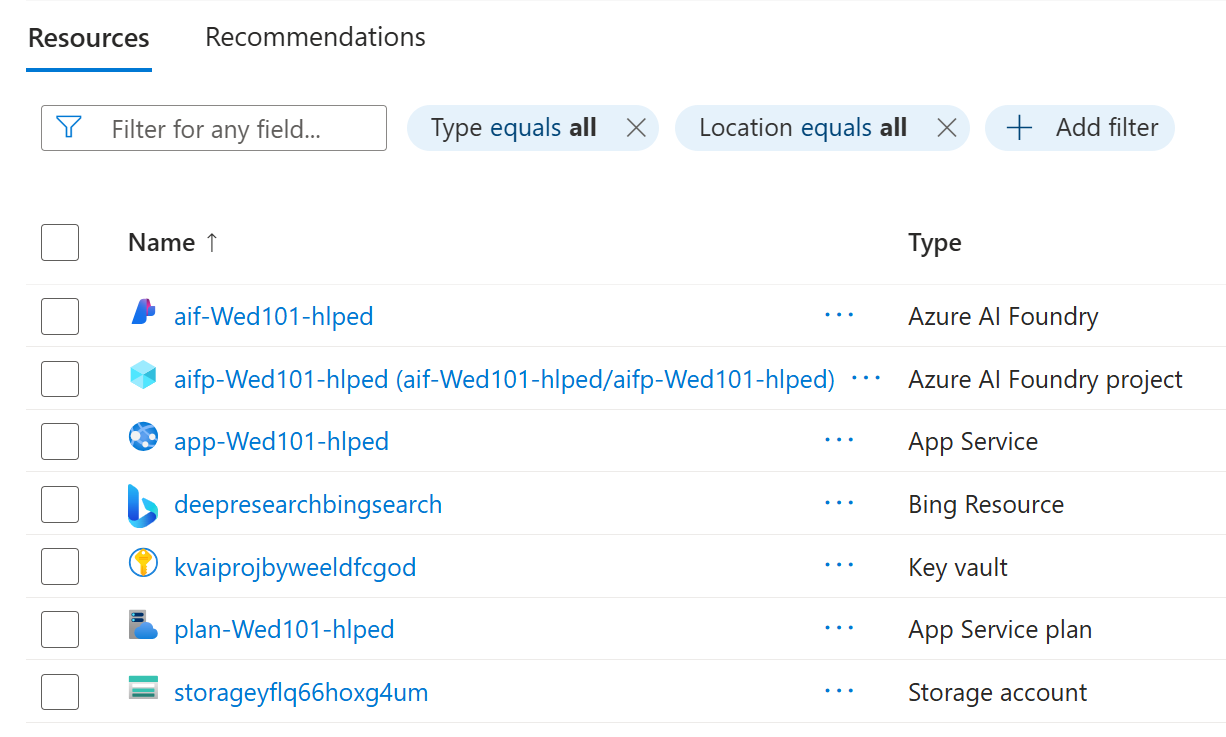 Resources Recommendations
Filter for any field... Type equals all Location equals all Add filter
Name ↑ Type
aif-Wed101-hlped ... Azure AI Foundry
aifp-Wed101-hlped (aif-Wed101-hlped/aifp-Wed101-hlped) ... Azure AI Foundry project
app-Wed101-hlped ... App Service
deepresearchbingsearch ... Bing Resource
kvaiprojbyweeldfcgod ... Key vault
plan-Wed101-hlped ... App Service plan
storageyflq66hoxg4um ... Storage account